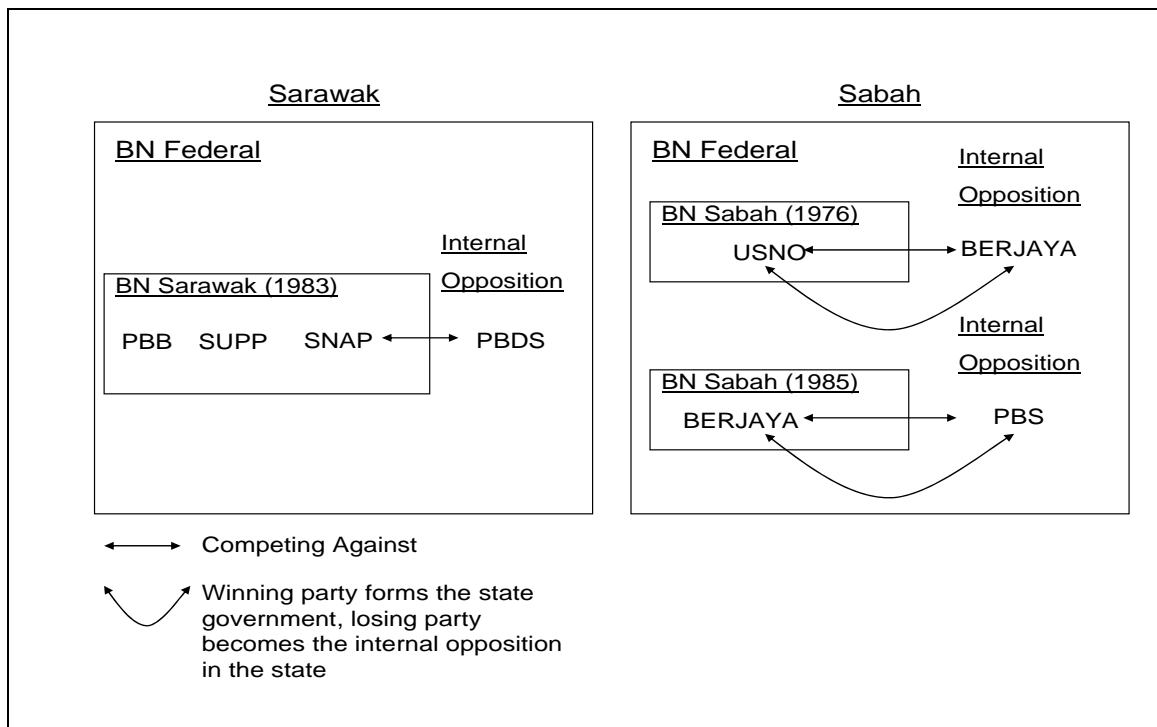 Sarawak
BN Federal
Internal
Opposition
BN Sarawak (1983)
PBB SUPP SNAP PBDS
Sabah
BN Federal
Internal
Opposition
BN Sabah (1976)
USNO BERJAYA
Internal
Opposition
BN Sabah (1985)
BERJAYA PBS
Competing Against
Winning party forms the state
government, losing party
becomes the internal opposition
in the state